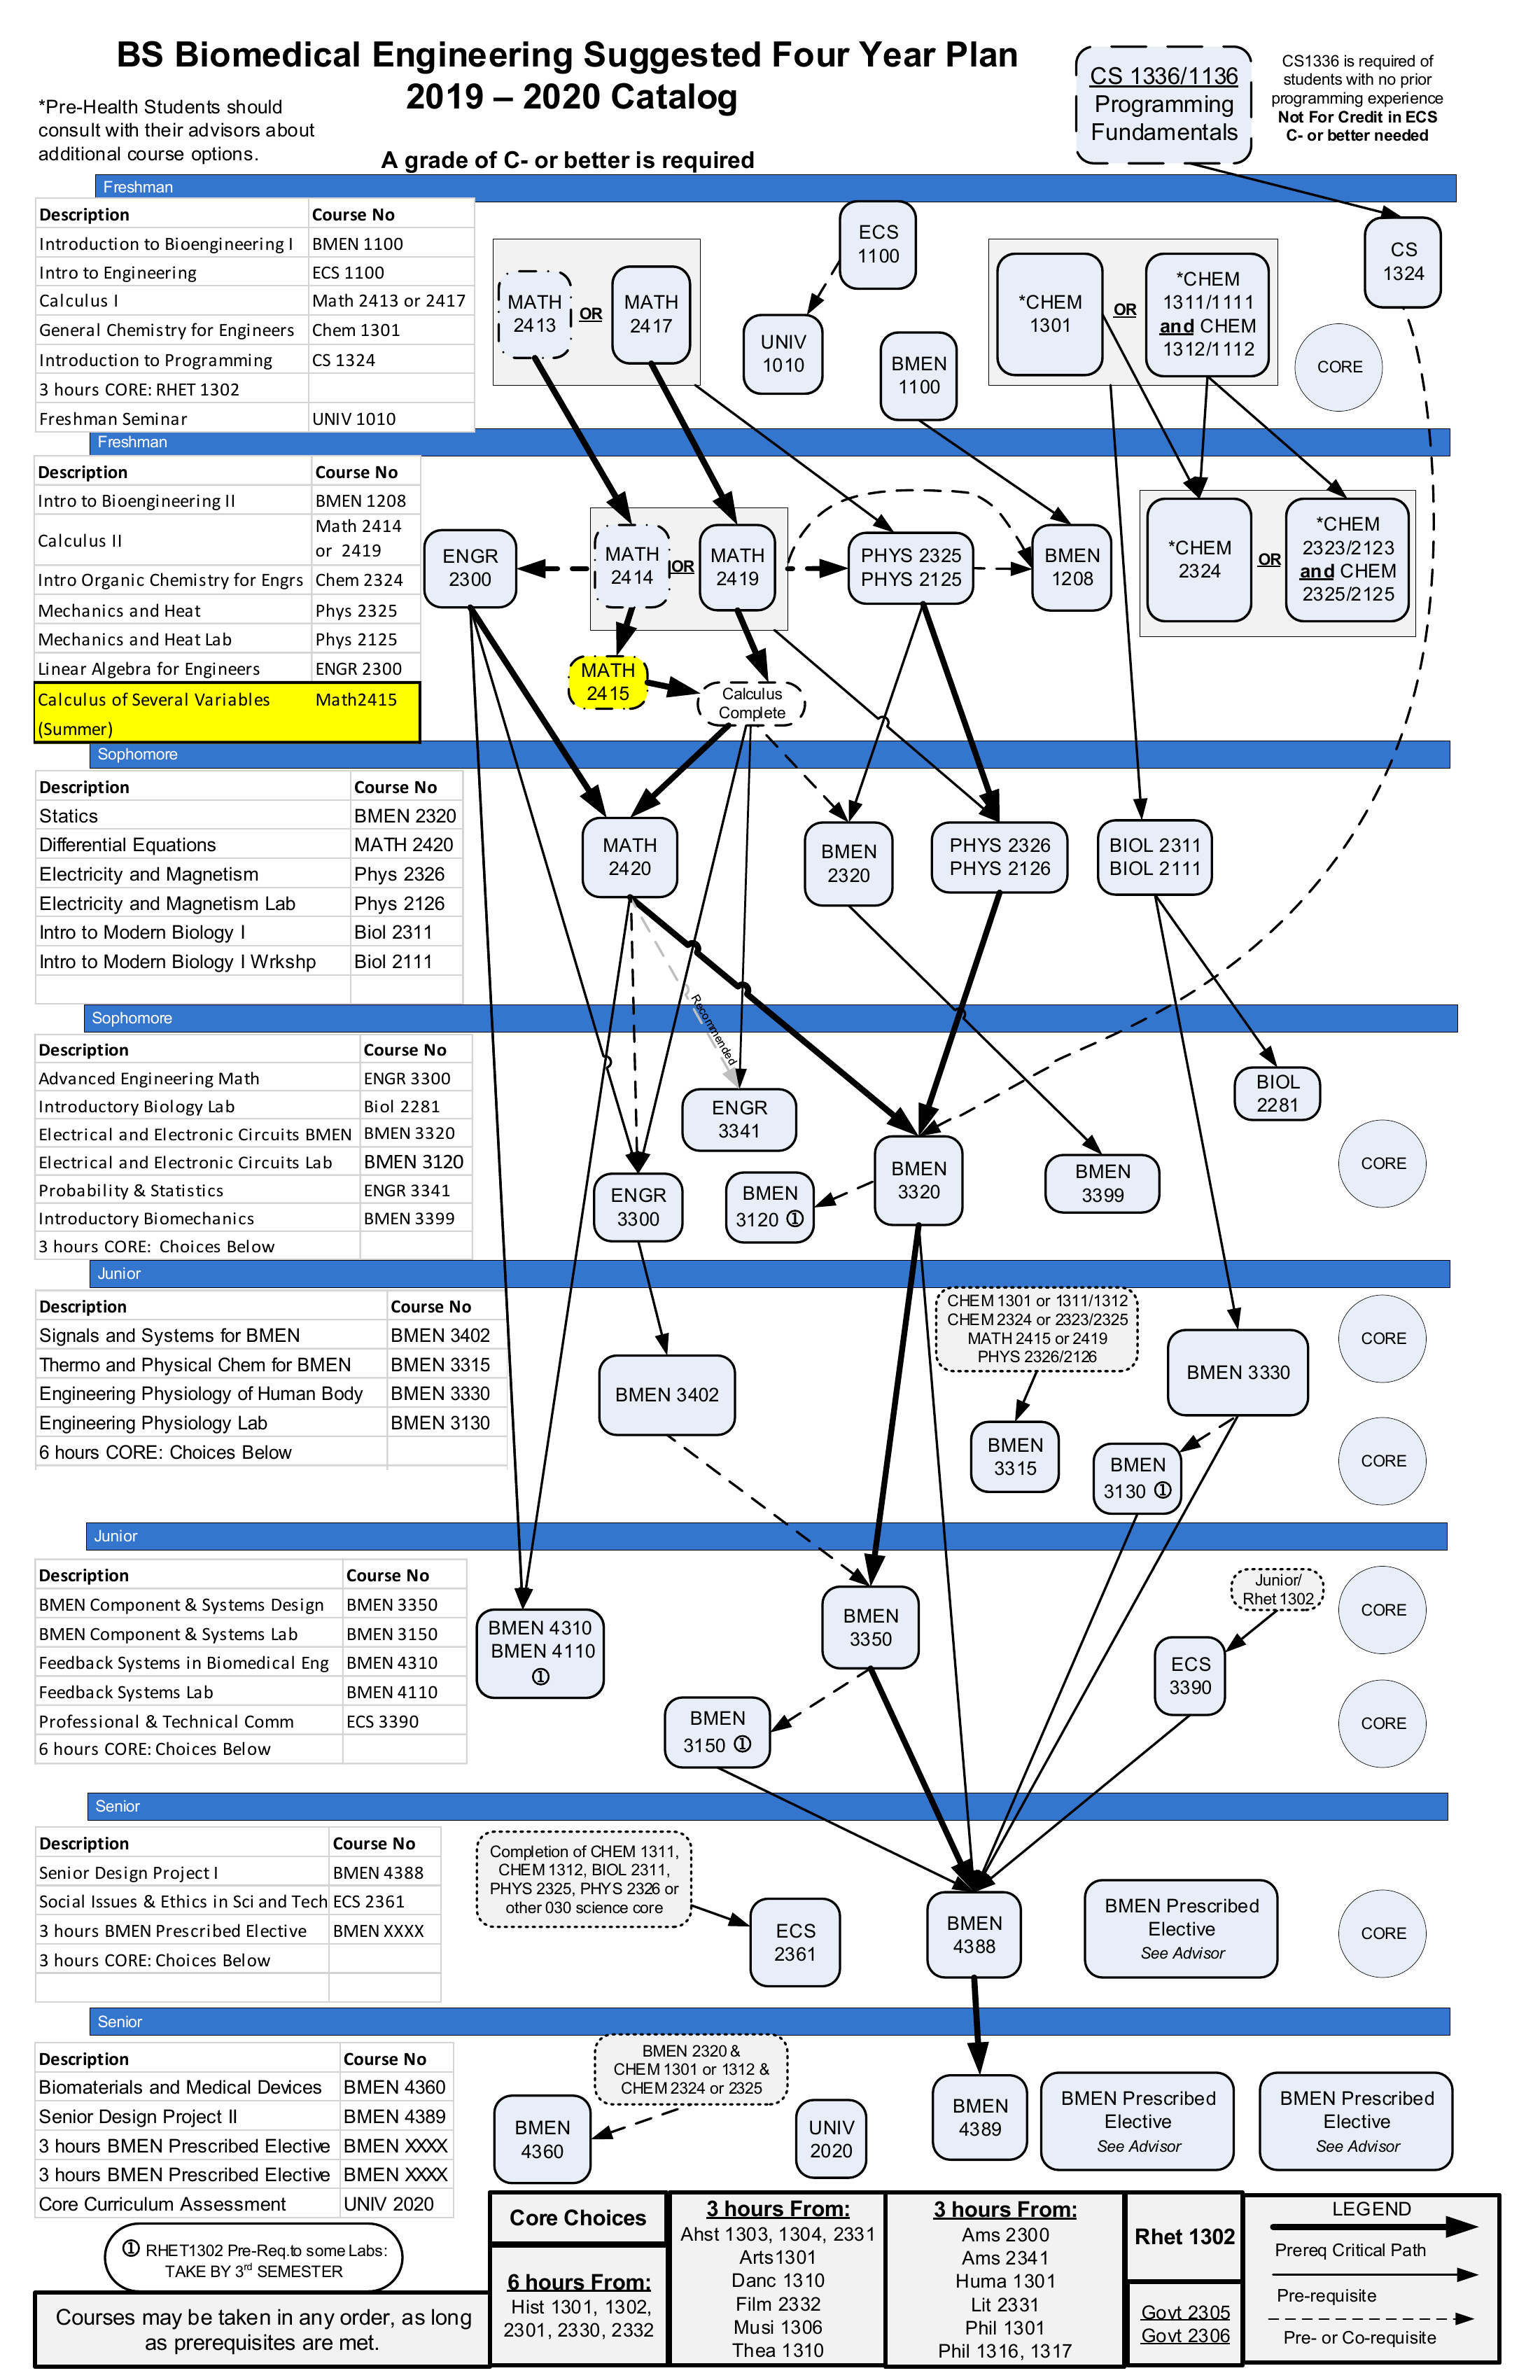 BS Biomedical Engineering Suggested Four Year Plan
2019 – 2020 Catalog
*Pre-Health Students should
consult with their advisors about
additional course options.
A grade of C- or better is required
CS 1336/1136
Programming
Fundamentals
CS1336 is required of
students with no prior
programming experience
Not For Credit in ECS
C- or better needed
Freshman
Description Course No
Introduction to Bioengineering I BMEN 1100
Intro to Engineering ECS 1100
Calculus I Math 2413 or 2417
General Chemistry for Engineers Chem 1301
Introduction to Programming CS 1324
3 hours CORE: RHET 1302
Freshman Seminar UNIV 1010
MATH
2413
OR
MATH
2417
ECS
1100
UNIV
1010
BMEN
1100
*CHEM
1301
OR
*CHEM
1311/1111
and CHEM
1312/1112
CS
1324
CORE
Freshman
Description Course No
Intro to Bioengineering II BMEN 1208
Calculus II Math 2414
or 2419
Intro Organic Chemistry for Engrs Chem 2324
Mechanics and Heat Phys 2325
Mechanics and Heat Lab Phys 2125
Linear Algebra for Engineers ENGR 2300
Calculus of Several Variables Math2415
(Summer)
ENGR
2300
MATH
2414
OR
MATH
2419
PHYS 2325
PHYS 2125
BMEN
1208
*CHEM
2324
OR
*CHEM
2323/2123
and CHEM
2325/2125
MATH
2415
Calculus
Complete
Sophomore
Description Course No
Statics BMEN 2320
Differential Equations MATH 2420
Electricity and Magnetism Phys 2326
Electricity and Magnetism Lab Phys 2126
Intro to Modern Biology I Biol 2311
Intro to Modern Biology I Wrkshp Biol 2111
MATH
2420
BMEN
2320
PHYS 2326
PHYS 2126
BIOL 2311
BIOL 2111
Recommended
Sophomore
Description Course No
Advanced Engineering Math ENGR 3300
Introductory Biology Lab Biol 2281
Electrical and Electronic Circuits BMEN BMEN 3320
Electrical and Electronic Circuits Lab BMEN 3120
Probability & Statistics ENGR 3341
Introductory Biomechanics BMEN 3399
3 hours CORE: Choices Below
ENGR
3341
BIOL
2281
ENGR
3300
BMEN
3120 ①
BMEN
3320
BMEN
3399
CORE
Junior
Description Course No
Signals and Systems for BMEN BMEN 3402
Thermo and Physical Chem for BMEN BMEN 3315
Engineering Physiology of Human Body BMEN 3330
Engineering Physiology Lab BMEN 3130
6 hours CORE: Choices Below
BMEN 3402
CHEM 1301 or 1311/1312
CHEM 2324 or 2323/2325
MATH 2415 or 2419
PHYS 2326/2126
BMEN
3315
BMEN 3330
BMEN
3130 ①
CORE
CORE
Junior
Description Course No
BMEN Component & Systems Design BMEN 3350
BMEN Component & Systems Lab BMEN 3150
Feedback Systems in Biomedical Eng BMEN 4310
Feedback Systems Lab BMEN 4110
Professional & Technical Comm ECS 3390
6 hours CORE: Choices Below
BMEN 4310
BMEN 4110
①
BMEN
3350
BMEN
3150 ①
Junior/
Rhet 1302
ECS
3390
CORE
CORE
Senior
Description Course No
Senior Design Project I BMEN 4388
Social Issues & Ethics in Sci and Tech ECS 2361
3 hours BMEN Prescribed Elective BMEN XXXX
3 hours CORE: Choices Below
Completion of CHEM 1311,
CHEM 1312, BIOL 2311,
PHYS 2325, PHYS 2326 or
other 030 science core
ECS
2361
BMEN
4388
BMEN Prescribed
Elective
See Advisor
CORE
Senior
Description Course No
Biomaterials and Medical Devices BMEN 4360
Senior Design Project II BMEN 4389
3 hours BMEN Prescribed Elective BMEN XXXX
3 hours BMEN Prescribed Elective BMEN XXXX
Core Curriculum Assessment UNIV 2020
BMEN 2320 &
CHEM 1301 or 1312 &
CHEM 2324 or 2325
BMEN
4360
UNIV
2020
BMEN
4389
BMEN Prescribed
Elective
See Advisor
BMEN Prescribed
Elective
See Advisor
① RHET1302 Pre-Req.to some Labs:
TAKE BY 3rd SEMESTER
Courses may be taken in any order, as long
as prerequisites are met.
Core Choices
6 hours From:
Hist 1301, 1302,
2301, 2330, 2332
3 hours From:
Ahst 1303, 1304, 2331
Arts1301
Danc 1310
Film 2332
Musi 1306
Thea 1310
3 hours From:
Ams 2300
Ams 2341
Huma 1301
Lit 2331
Phil 1301
Phil 1316, 1317
Rhet 1302
Govt 2305
Govt 2306
LEGEND
Prereq Critical Path
Pre-requisite
Pre- or Co-requisite